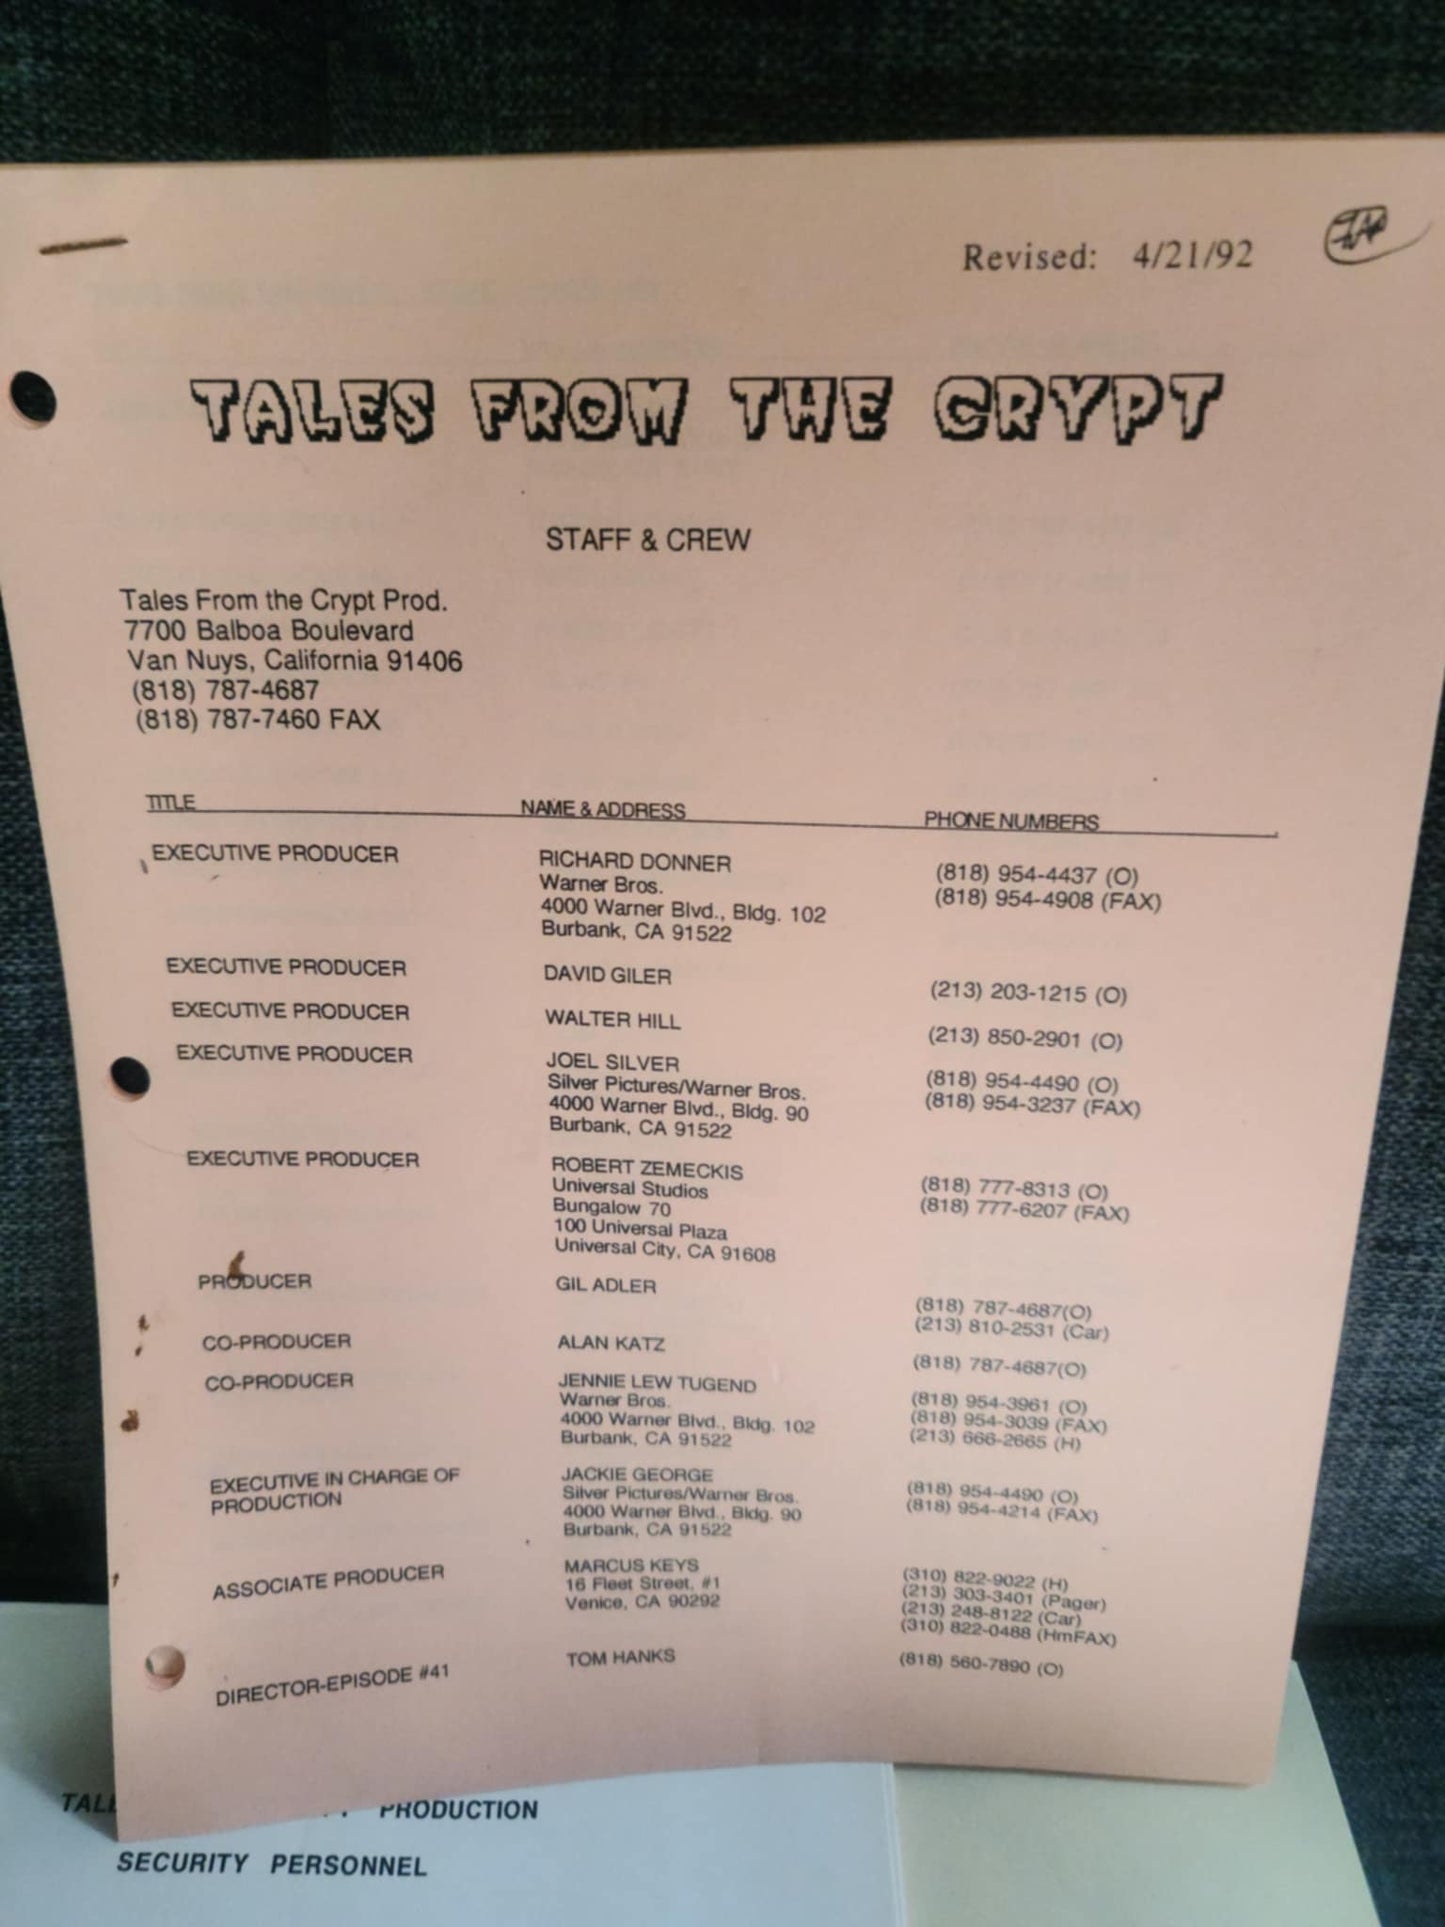 Revised: 4/21/92
TALES FROM THE CRYPT
STAFF & CREW
Tales From the Crypt Prod.
7700 Balboa Boulevard
Van Nuys, California 91406
(818) 787-4687
(818) 787-7460 FAX
TITLE NAME & ADDRESS PHONE NUMBERS
EXECUTIVE PRODUCER RICHARD DONNER (818) 954-4437 (O)
Warner Bros. (818) 954-4908 (FAX)
4000 Warner Blvd., Bldg. 102
Burbank, CA 91522
EXECUTIVE PRODUCER DAVID GILER (213) 203-1215 (O)
EXECUTIVE PRODUCER WALTER HILL (213) 850-2901 (O)
EXECUTIVE PRODUCER JOEL SILVER (818) 954-4490 (O)
Silver Pictures/Warner Bros. (818) 954-3237 (FAX)
4000 Warner Blvd., Bldg. 90
Burbank, CA 91522
EXECUTIVE PRODUCER ROBERT ZEMECKIS (818) 777-8313 (O)
Universal Studios (818) 777-6207 (FAX)
Bungalow 70
100 Universal Plaza
Universal City, CA 91608
PRODUCER GIL ADLER (818) 787-4687(O)
(213) 810-2531 (Car)
CO-PRODUCER ALAN KATZ (818) 787-4687(O)
CO-PRODUCER JENNIE LEW TUGEND (818) 954-3961 (O)
Warner Bros. (818) 954-3039 (FAX)
4000 Warner Blvd., Bldg. 102 (213) 666-2665 (H)
Burbank, CA 91522
EXECUTIVE IN CHARGE OF JACKIE GEORGE (818) 954-4490 (O)
PRODUCTION Silver Pictures/Warner Bros. (818) 954-4214 (FAX)
4000 Warner Blvd., Bldg. 90
Burbank, CA 91522
ASSOCIATE PRODUCER MARCUS KEYS (310) 822-9022 (H)
16 Fleet Street, #1 (213) 303-3401 (Pager)
Venice, CA 90292 (213) 248-8122 (Car)
(310) 822-0488 (HmFAX)
DIRECTOR-EPISODE #41 TOM HANKS (818) 560-7890 (O)
PRODUCTION
SECURITY PERSONNEL